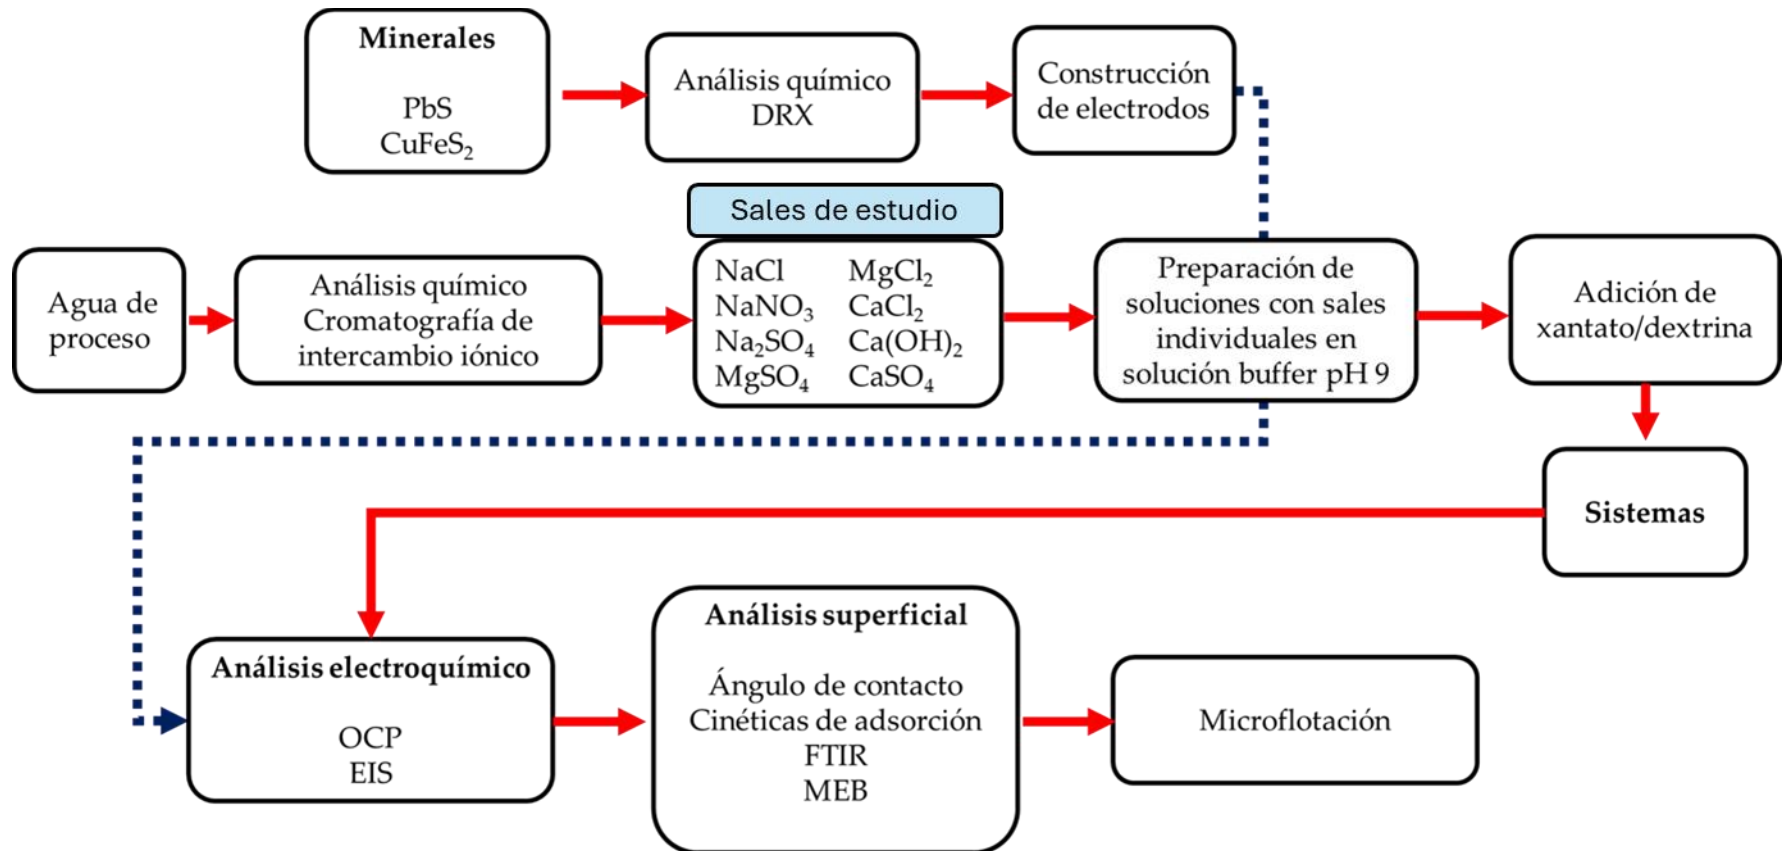 Minerales
PbS
CuFeS₂
Análisis químico
DRX
Construcción
de electrodos
Sales de estudio
Agua de
proceso
Análisis químico
Cromatografía de
intercambio iónico
NaCl MgCl₂
NaNO₃ CaCl₂
Na₂SO₄ Ca(OH)₂
MgSO₄ CaSO₄
Preparación de
soluciones con sales
individuales en
solución buffer pH 9
Adición de
xantato/dextrina
Sistemas
Análisis electroquímico
OCP
EIS
Análisis superficial
Ángulo de contacto
Cinéticas de adsorción
FTIR
MEB
Microflotación